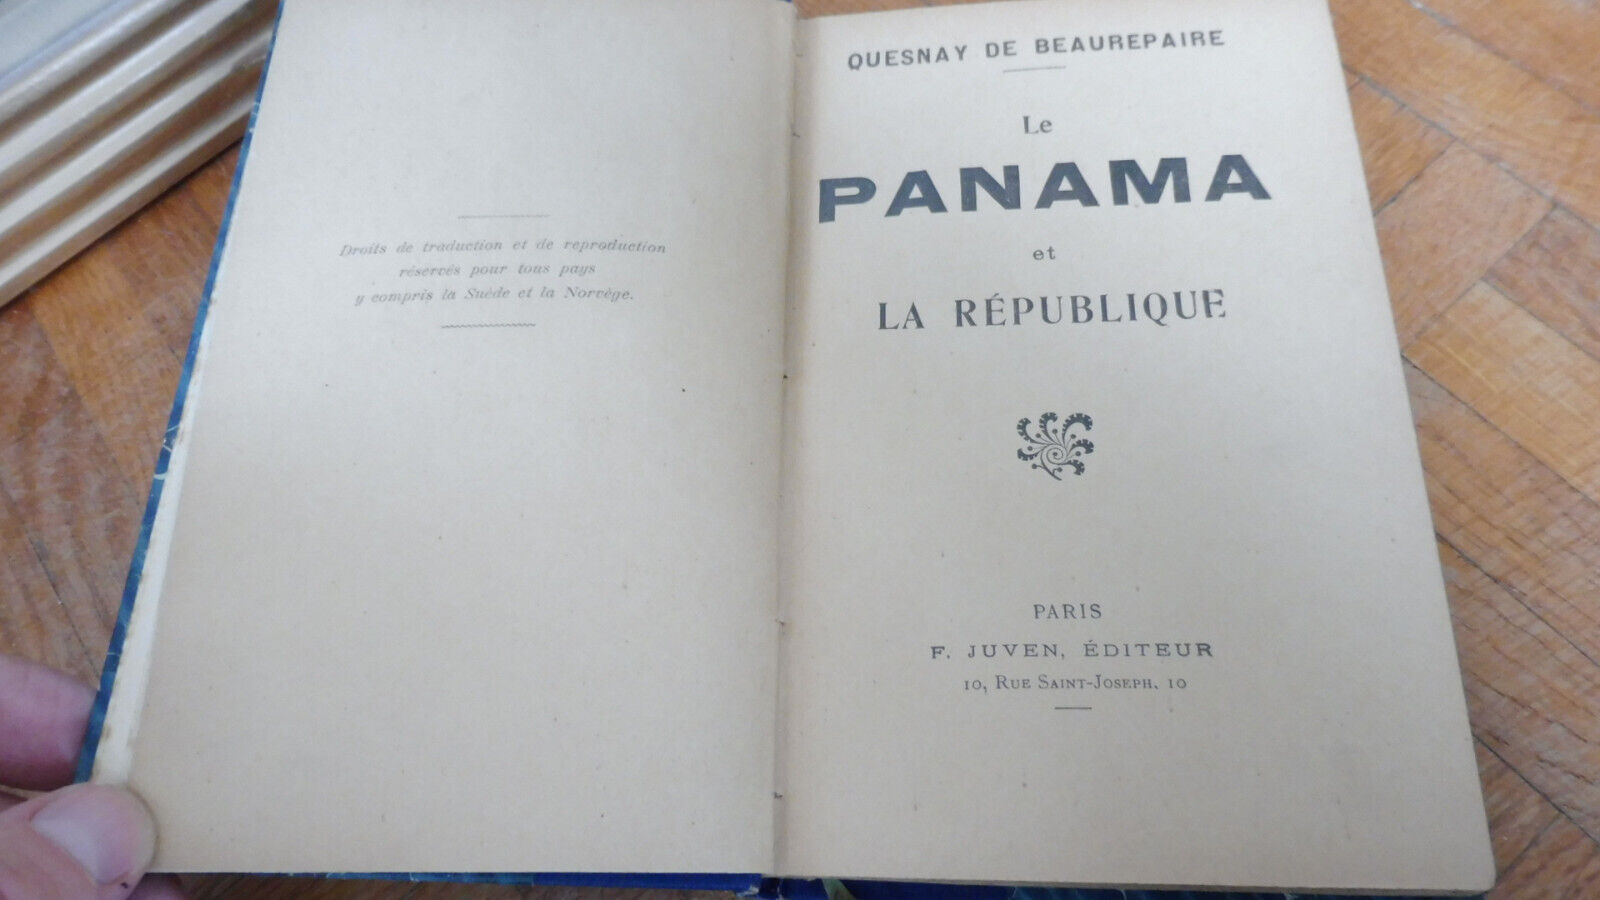 Droits de traduction et de reproduction
réservés pour tous pays
y compris la Suède et la Norvège.
QUESNAY DE BEAUREPAIRE
Le
PANAMA
et
LA RÉPUBLIQUE
PARIS
F. JUVEN, ÉDITEUR
10, RUE SAINT-JOSEPH, 10